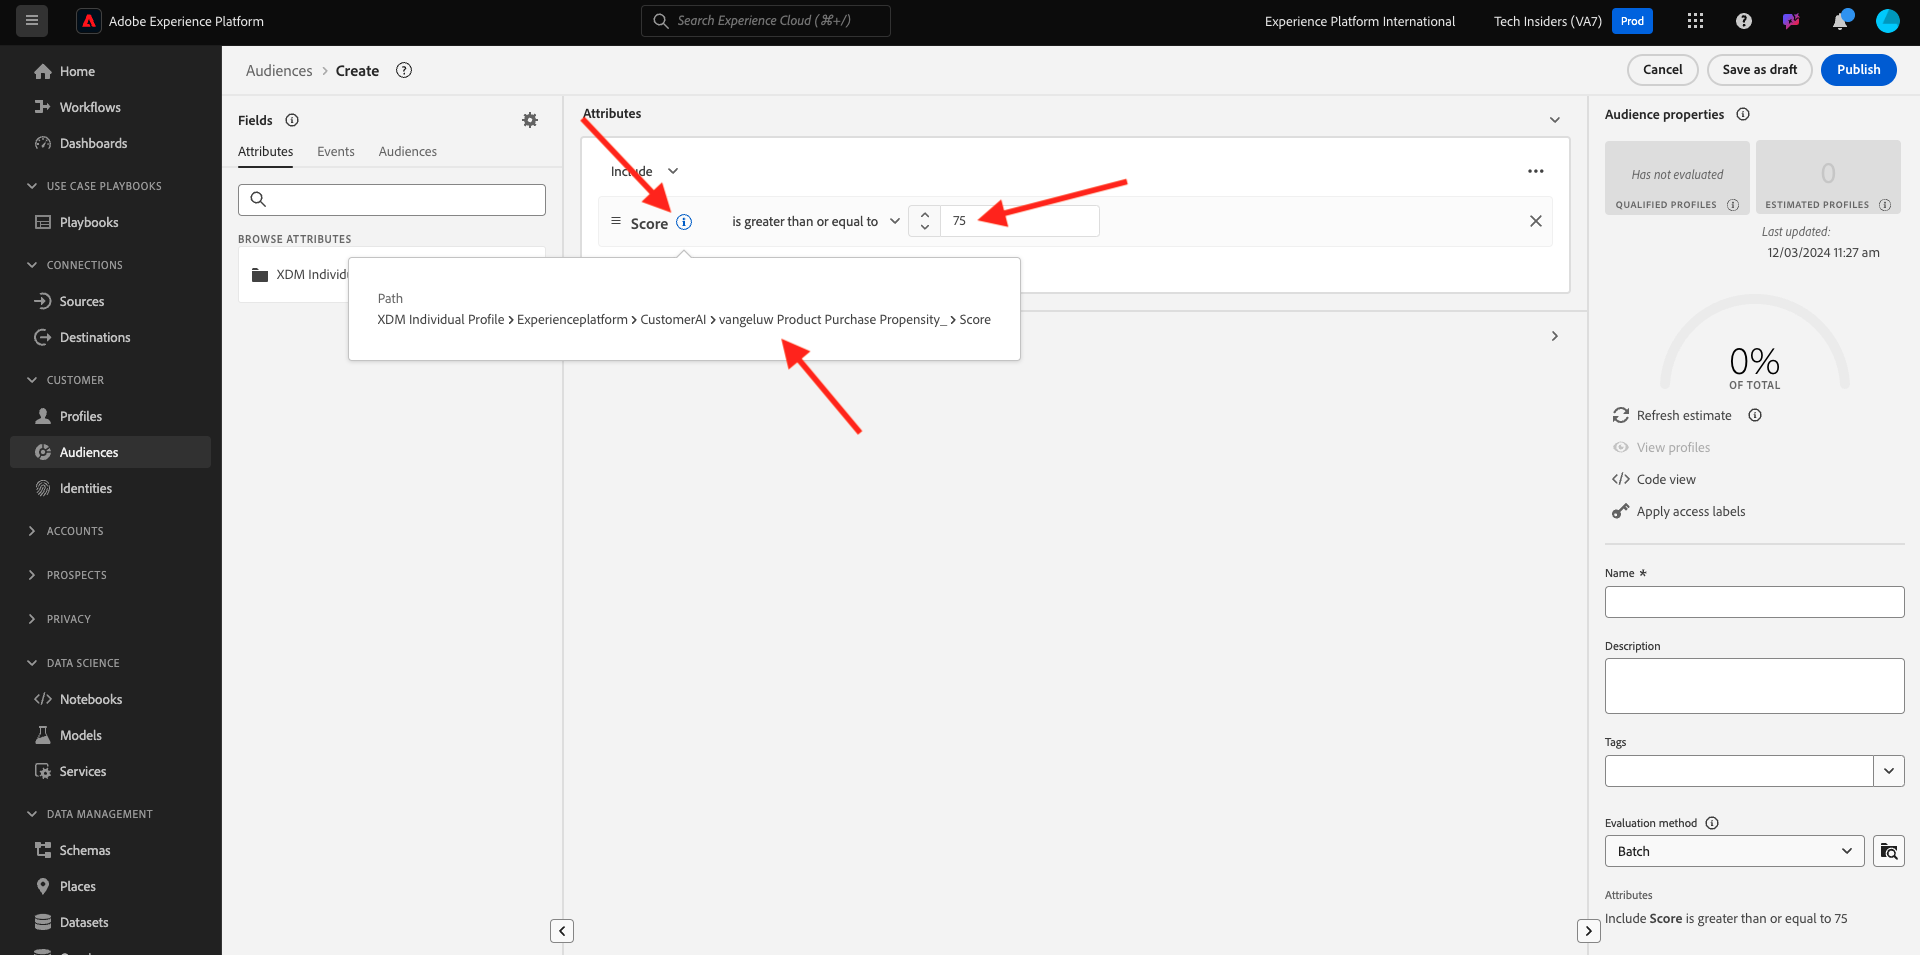 Adobe Experience Platform
Search Experience Cloud (⌘+/)
Experience Platform International
Tech Insiders (VA7)
Prod
Home
Workflows
Dashboards
USE CASE PLAYBOOKS
Playbooks
CONNECTIONS
Sources
Destinations
CUSTOMER
Profiles
Audiences
Identities
ACCOUNTS
PROSPECTS
PRIVACY
DATA SCIENCE
Notebooks
Models
Services
DATA MANAGEMENT
Schemas
Places
Datasets
Audiences > Create
Cancel
Save as draft
Publish
Fields
Attributes Events Audiences
BROWSE ATTRIBUTES
XDM Individu
Attributes
Include
Score is greater than or equal to 75
Path
XDM Individual Profile > Experienceplatform > CustomerAI > vangeluw Product Purchase Propensity_ > Score
Audience properties
Has not evaluated
QUALIFIED PROFILES
0
ESTIMATED PROFILES
Last updated:
12/03/2024 11:27 am
0%
OF TOTAL
Refresh estimate
View profiles
Code view
Apply access labels
Name *
Description
Tags
Evaluation method
Batch
Attributes
Include Score is greater than or equal to 75